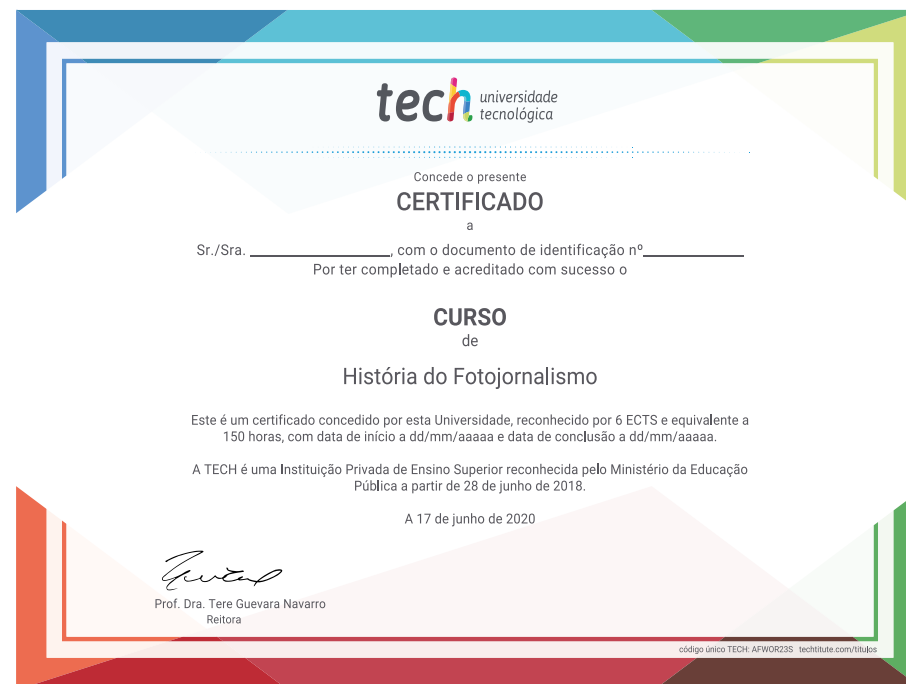 tech universidade
tecnológica
Concede o presente
CERTIFICADO
a
Sr./Sra. ________________, com o documento de identificação nº____________
Por ter completado e acreditado com sucesso o
CURSO
de
História do Fotojornalismo
Este é um certificado concedido por esta Universidade, reconhecido por 6 ECTS e equivalente a
150 horas, com data de início a dd/mm/aaaaa e data de conclusão a dd/mm/aaaaa.
A TECH é uma Instituição Privada de Ensino Superior reconhecida pelo Ministério da Educação
Pública a partir de 28 de junho de 2018.
A 17 de junho de 2020
Prof. Dra. Tere Guevara Navarro
Reitora
código único TECH: AFWOR23S techtitute.com/titulos